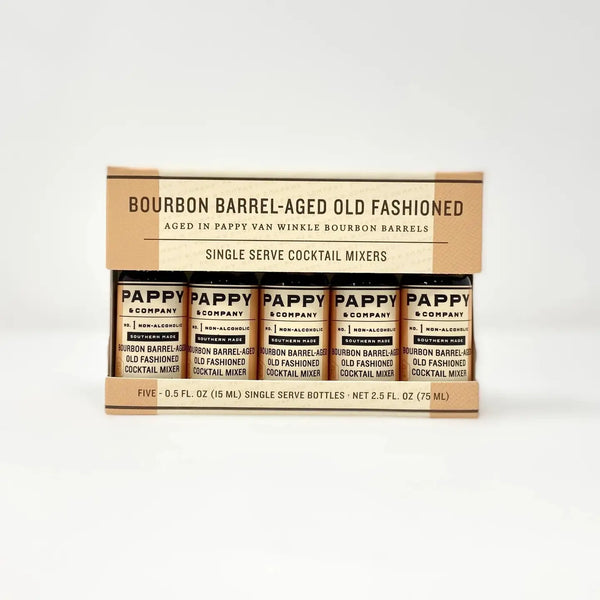 BOURBON BARREL-AGED OLD FASHIONED
AGED IN PAPPY VAN WINKLE BOURBON BARRELS
SINGLE SERVE COCKTAIL MIXERS
PAPPY
& COMPANY
NO. | NON-ALCOHOLIC
SOUTHERN MADE
BOURBON BARREL-AGED
OLD FASHIONED
COCKTAIL MIXER
PAPPY
& COMPANY
NO. | NON-ALCOHOLIC
SOUTHERN MADE
BOURBON BARREL-AGED
OLD FASHIONED
COCKTAIL MIXER
PAPPY
& COMPANY
NO. | NON-ALCOHOLIC
SOUTHERN MADE
BOURBON BARREL-AGED
OLD FASHIONED
COCKTAIL MIXER
PAPPY
& COMPANY
NO. | NON-ALCOHOLIC
SOUTHERN MADE
BOURBON BARREL-AGED
OLD FASHIONED
COCKTAIL MIXER
PAPPY
& COMPANY
NO. | NON-ALCOHOLIC
SOUTHERN MADE
BOURBON BARREL-AGED
OLD FASHIONED
COCKTAIL MIXER
FIVE - 0.5 FL. OZ (15 ML) SINGLE SERVE BOTTLES · NET 2.5 FL. OZ (75 ML)